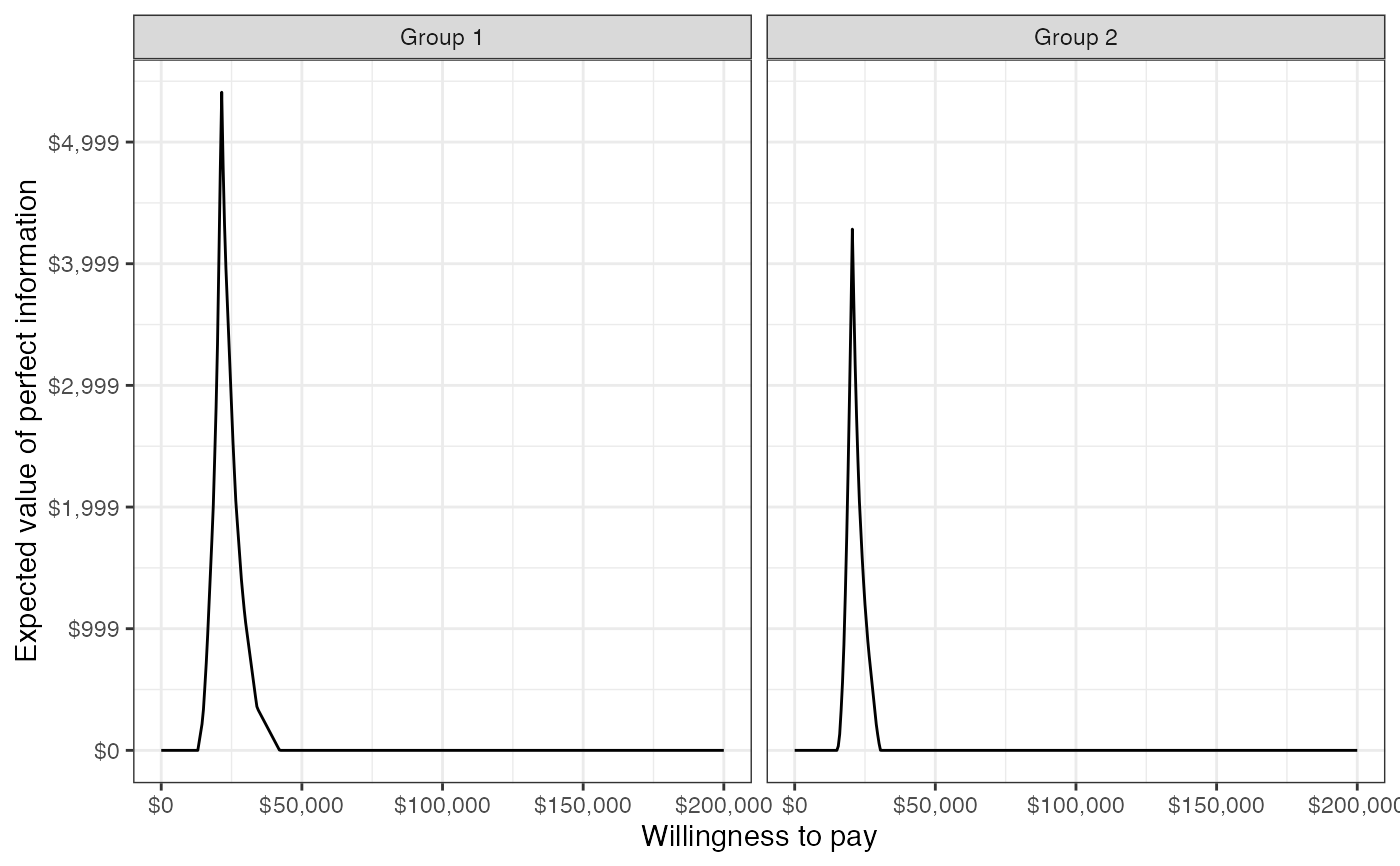 Group 1
Group 2
Expected value of perfect information
$4,999
$3,999
$2,999
$1,999
$999
$0
$0 $50,000 $100,000 $150,000 $200,000
$0 $50,000 $100,000 $150,000 $200,000
Willingness to pay